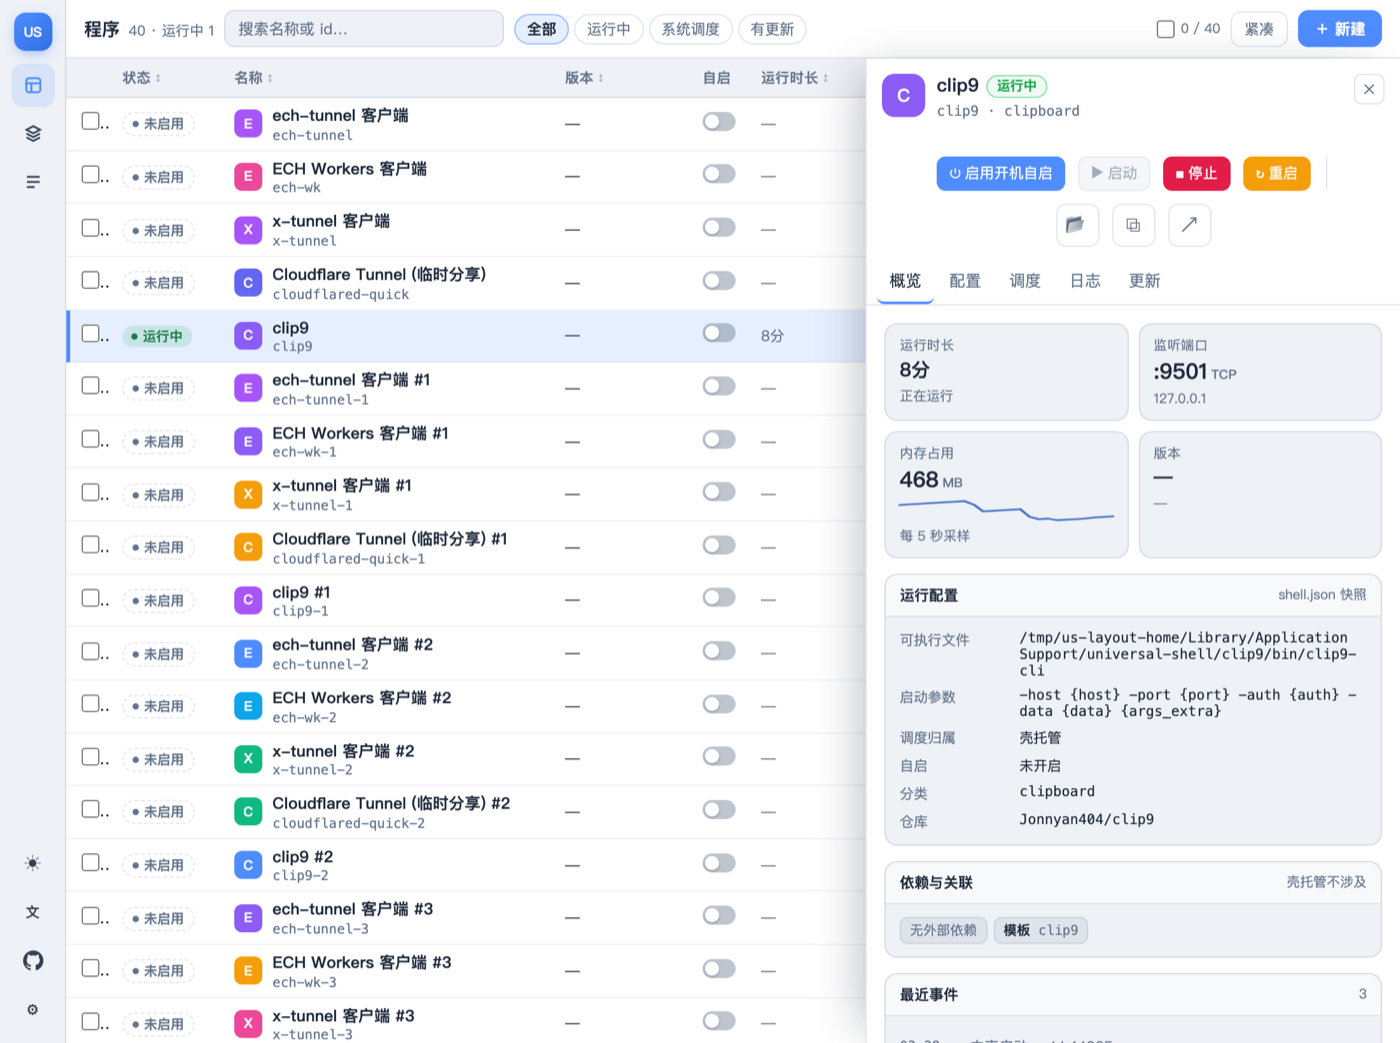 US
程序 40 · 运行中 1
搜索名称或 id...
全部 运行中 系统调度 有更新
0 / 40 紧凑 + 新建
状态 名称 版本 自启 运行时长
未启用 ech-tunnel 客户端 —  —
ech-tunnel
未启用 ECH Workers 客户端 — —
ech-wk
未启用 x-tunnel 客户端 — —
x-tunnel
未启用 Cloudflare Tunnel (临时分享) — —
cloudflared-quick
运行中 clip9 — 8分
clip9
未启用 ech-tunnel 客户端 #1 — —
ech-tunnel-1
未启用 ECH Workers 客户端 #1 — —
ech-wk-1
未启用 x-tunnel 客户端 #1 — —
x-tunnel-1
未启用 Cloudflare Tunnel (临时分享) #1 — —
cloudflared-quick-1
未启用 clip9 #1 — —
clip9-1
未启用 ech-tunnel 客户端 #2 — —
ech-tunnel-2
未启用 ECH Workers 客户端 #2 — —
ech-wk-2
未启用 x-tunnel 客户端 #2 — —
x-tunnel-2
未启用 Cloudflare Tunnel (临时分享) #2 — —
cloudflared-quick-2
未启用 clip9 #2 — —
clip9-2
未启用 ech-tunnel 客户端 #3 — —
ech-tunnel-3
未启用 ECH Workers 客户端 #3 — —
ech-wk-3
未启用 x-tunnel 客户端 #3 — —
x-tunnel-3
文
C clip9 运行中
clip9 · clipboard
启用开机自启 启动 停止 重启
概览 配置 调度 日志 更新
运行时长
8分
正在运行
监听端口
:9501 TCP
127.0.0.1
内存占用
468 MB
每 5 秒采样
版本
—
—
运行配置 shell.json 快照
可执行文件 /tmp/us-layout-home/Library/Application
Support/universal-shell/clip9/bin/clip9-
cli
启动参数 -host {host} -port {port} -auth {auth} -
data {data} {args_extra}
调度归属 壳托管
自启 未开启
分类 clipboard
仓库 Jonnyan404/clip9
依赖与关联 壳托管不涉及
无外部依赖 模板 clip9
最近事件 3